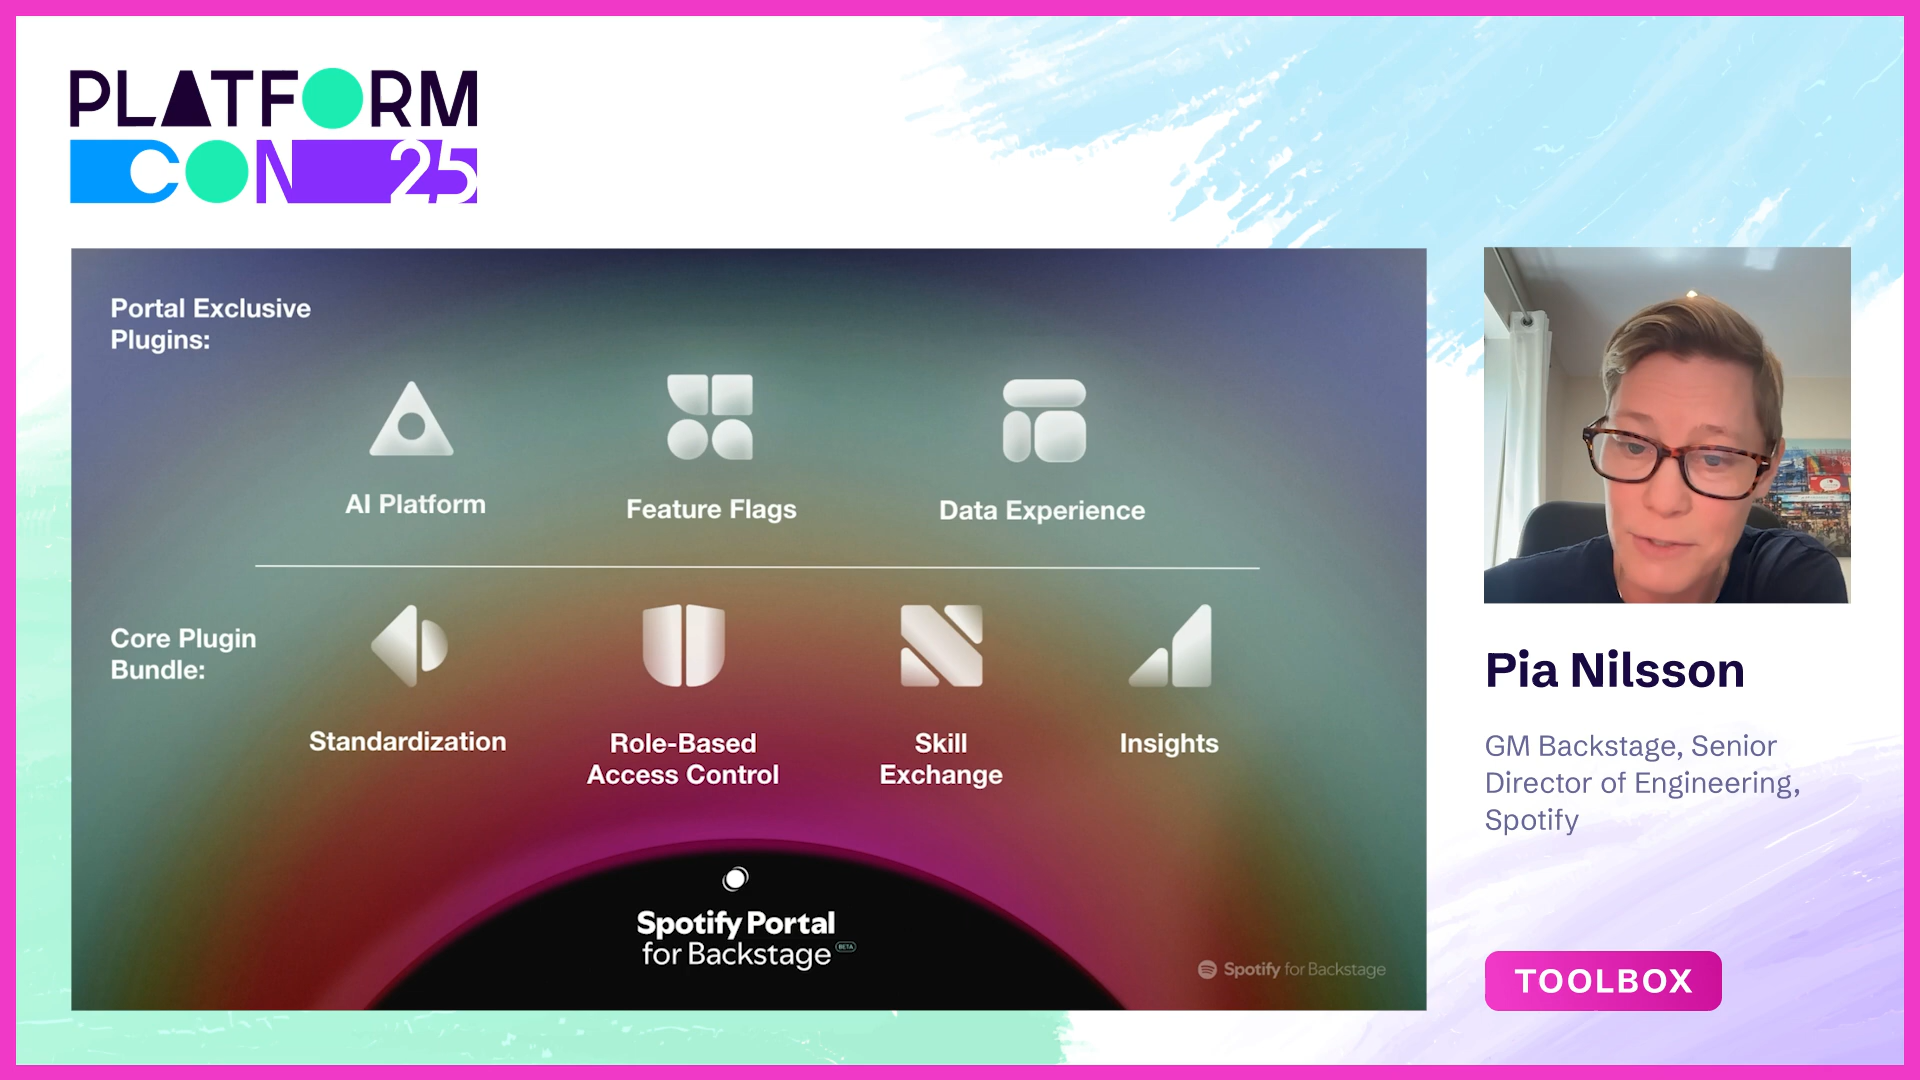 PLATFORM
CON 25
Portal Exclusive
Plugins:
AI Platform
Feature Flags
Data Experience
Core Plugin
Bundle:
Standardization
Role-Based
Access Control
Skill
Exchange
Insights
Spotify Portal
for Backstage BETA
Spotify for Backstage
Pia Nilsson
GM Backstage, Senior
Director of Engineering,
Spotify
TOOLBOX